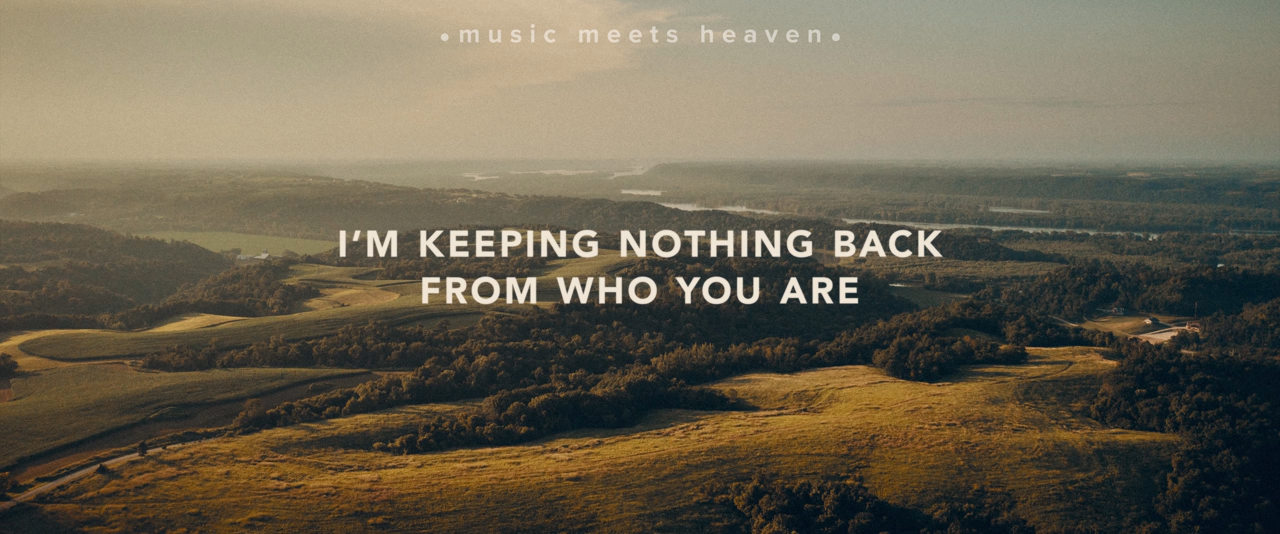 •music meets heaven•
I'M KEEPING NOTHING BACK
FROM WHO YOU ARE